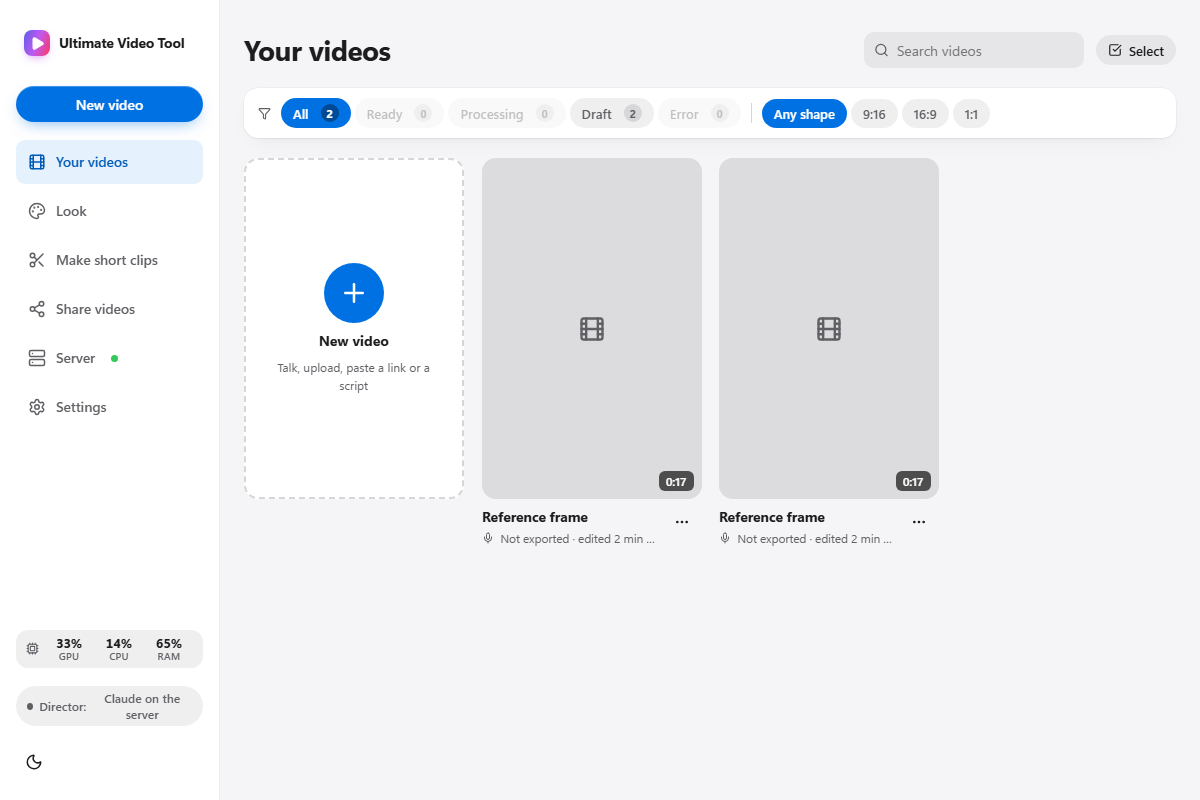 Ultimate Video Tool
New video
Your videos
Look
Make short clips
Share videos
Server
Settings
33% 14% 65%
GPU CPU RAM
Director: Claude on the
server
Your videos
Search videos
Select
All 2 Ready 0 Processing 0 Draft 2 Error 0 Any shape 9:16 16:9 1:1
New video
Talk, upload, paste a link or a
script
0:17
Reference frame ...
Not exported · edited 2 min ...
0:17
Reference frame ...
Not exported · edited 2 min ...